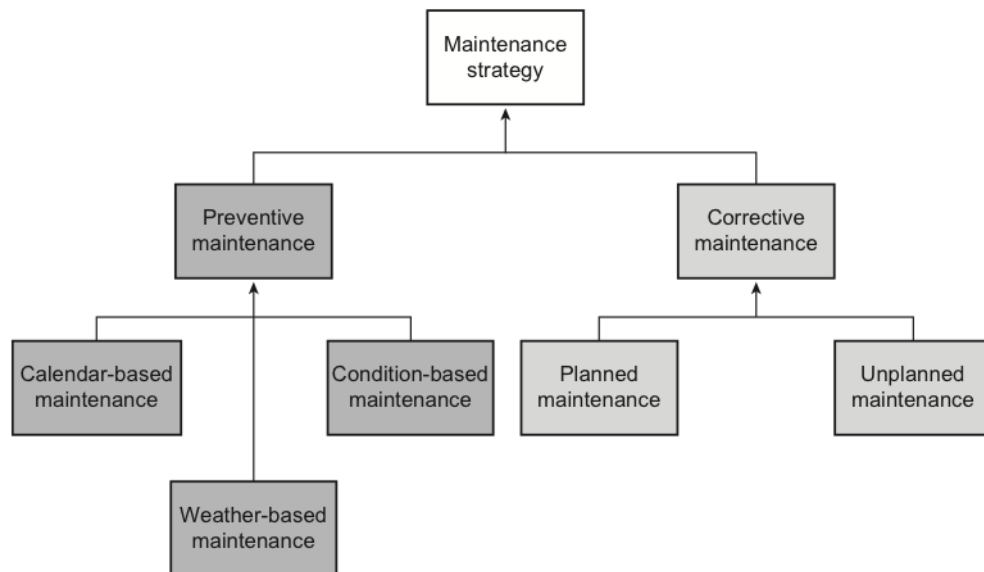 Maintenance
strategy
Preventive
maintenance
Corrective
maintenance
Calendar-based
maintenance
Condition-based
maintenance
Planned
maintenance
Unplanned
maintenance
Weather-based
maintenance